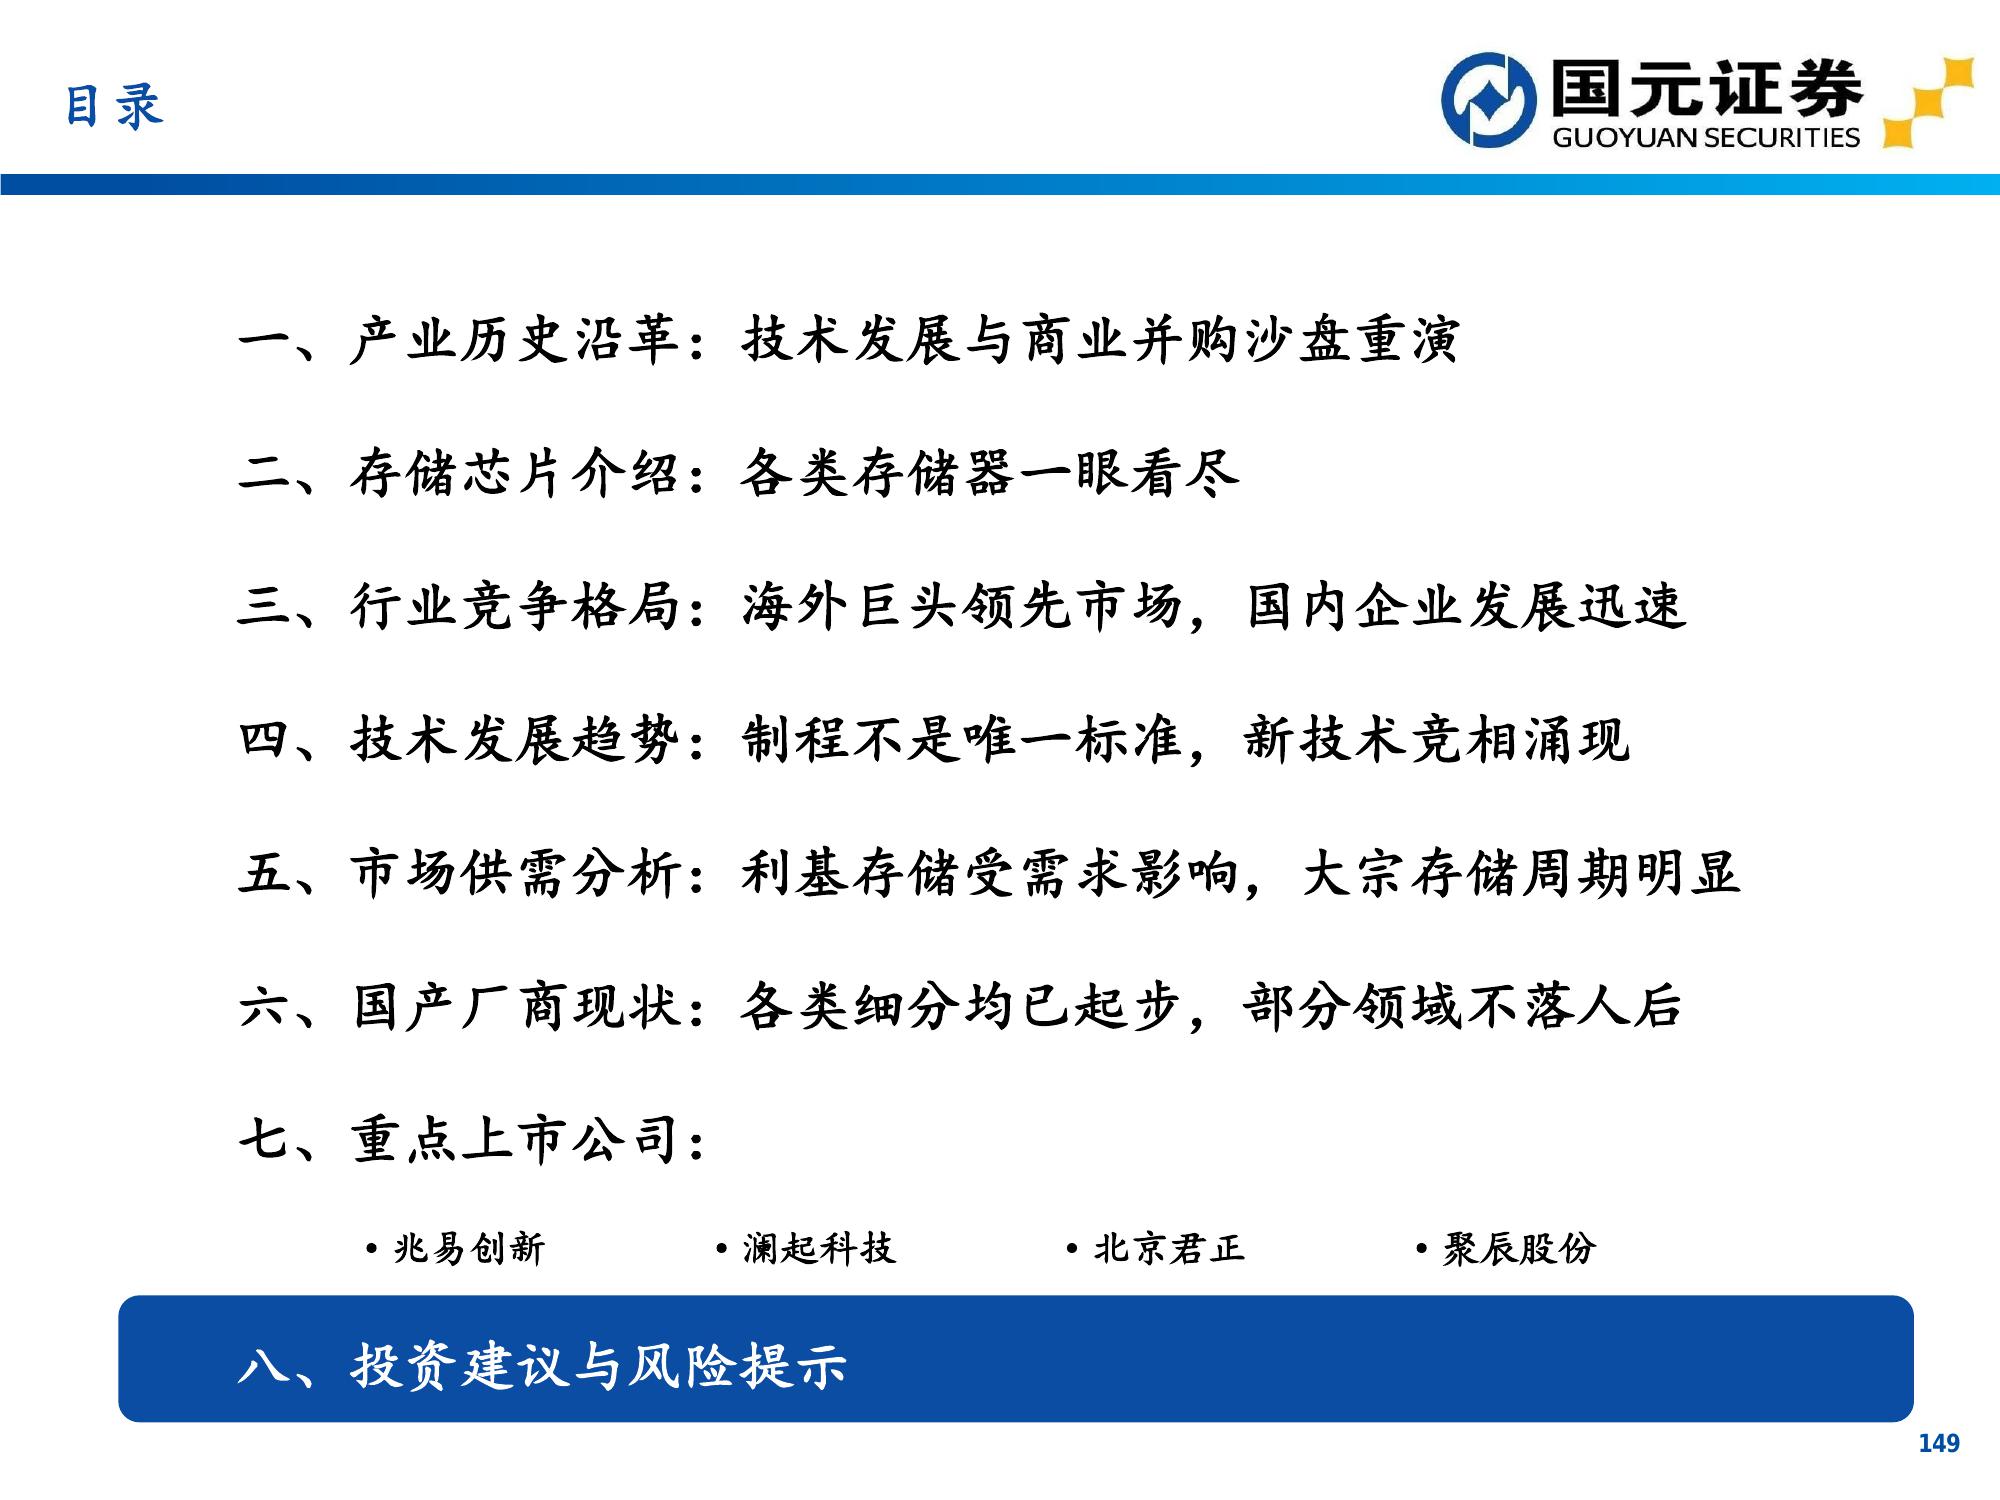 目录
国元证券
GUOYUAN SECURITIES
一、产业历史沿革：技术发展与商业并购沙盘重演
二、存储芯片介绍：各类存储器一眼看尽
三、行业竞争格局：海外巨头领先市场，国内企业发展迅速
四、技术发展趋势：制程不是唯一标准，新技术竞相涌现
五、市场供需分析：利基存储受需求影响，大宗存储周期明显
六、国产厂商现状：各类细分均已起步，部分领域不落人后
七、重点上市公司：
• 兆易创新 • 澜起科技 • 北京君正 • 聚辰股份
八、投资建议与风险提示
149